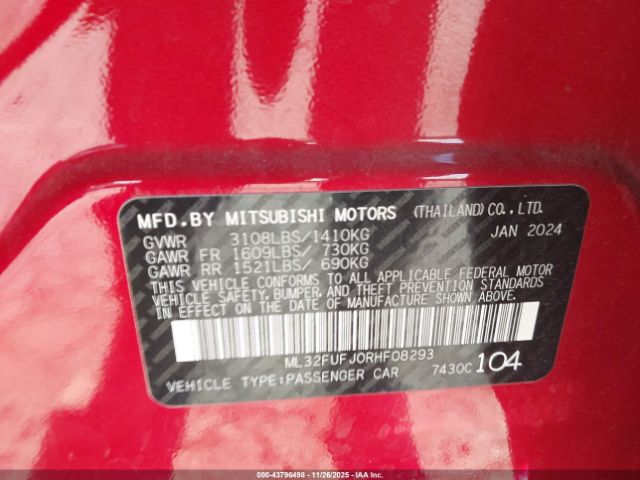 MFD.BY MITSUBISHI MOTORS (THAILAND) CO.,LTD.
GVWR 3108LBS/1410KG JAN 2024
GAWR FR 1609LBS/ 730KG
GAWR RR 1521LBS/ 690KG
THIS VEHICLE CONFORMS TO ALL APPLICABLE FEDERAL MOTOR
VEHICLE SAFETY,BUMPER,AND THEFT PREVENTION STANDARDS
IN EFFECT ON THE DATE OF MANUFACTURE SHOWN ABOVE.
ML32FUFJ0RHF08293
VEHICLE TYPE:PASSENGER CAR 7430C 104
000-43796498 - 11/26/2025 - IAA Corp.